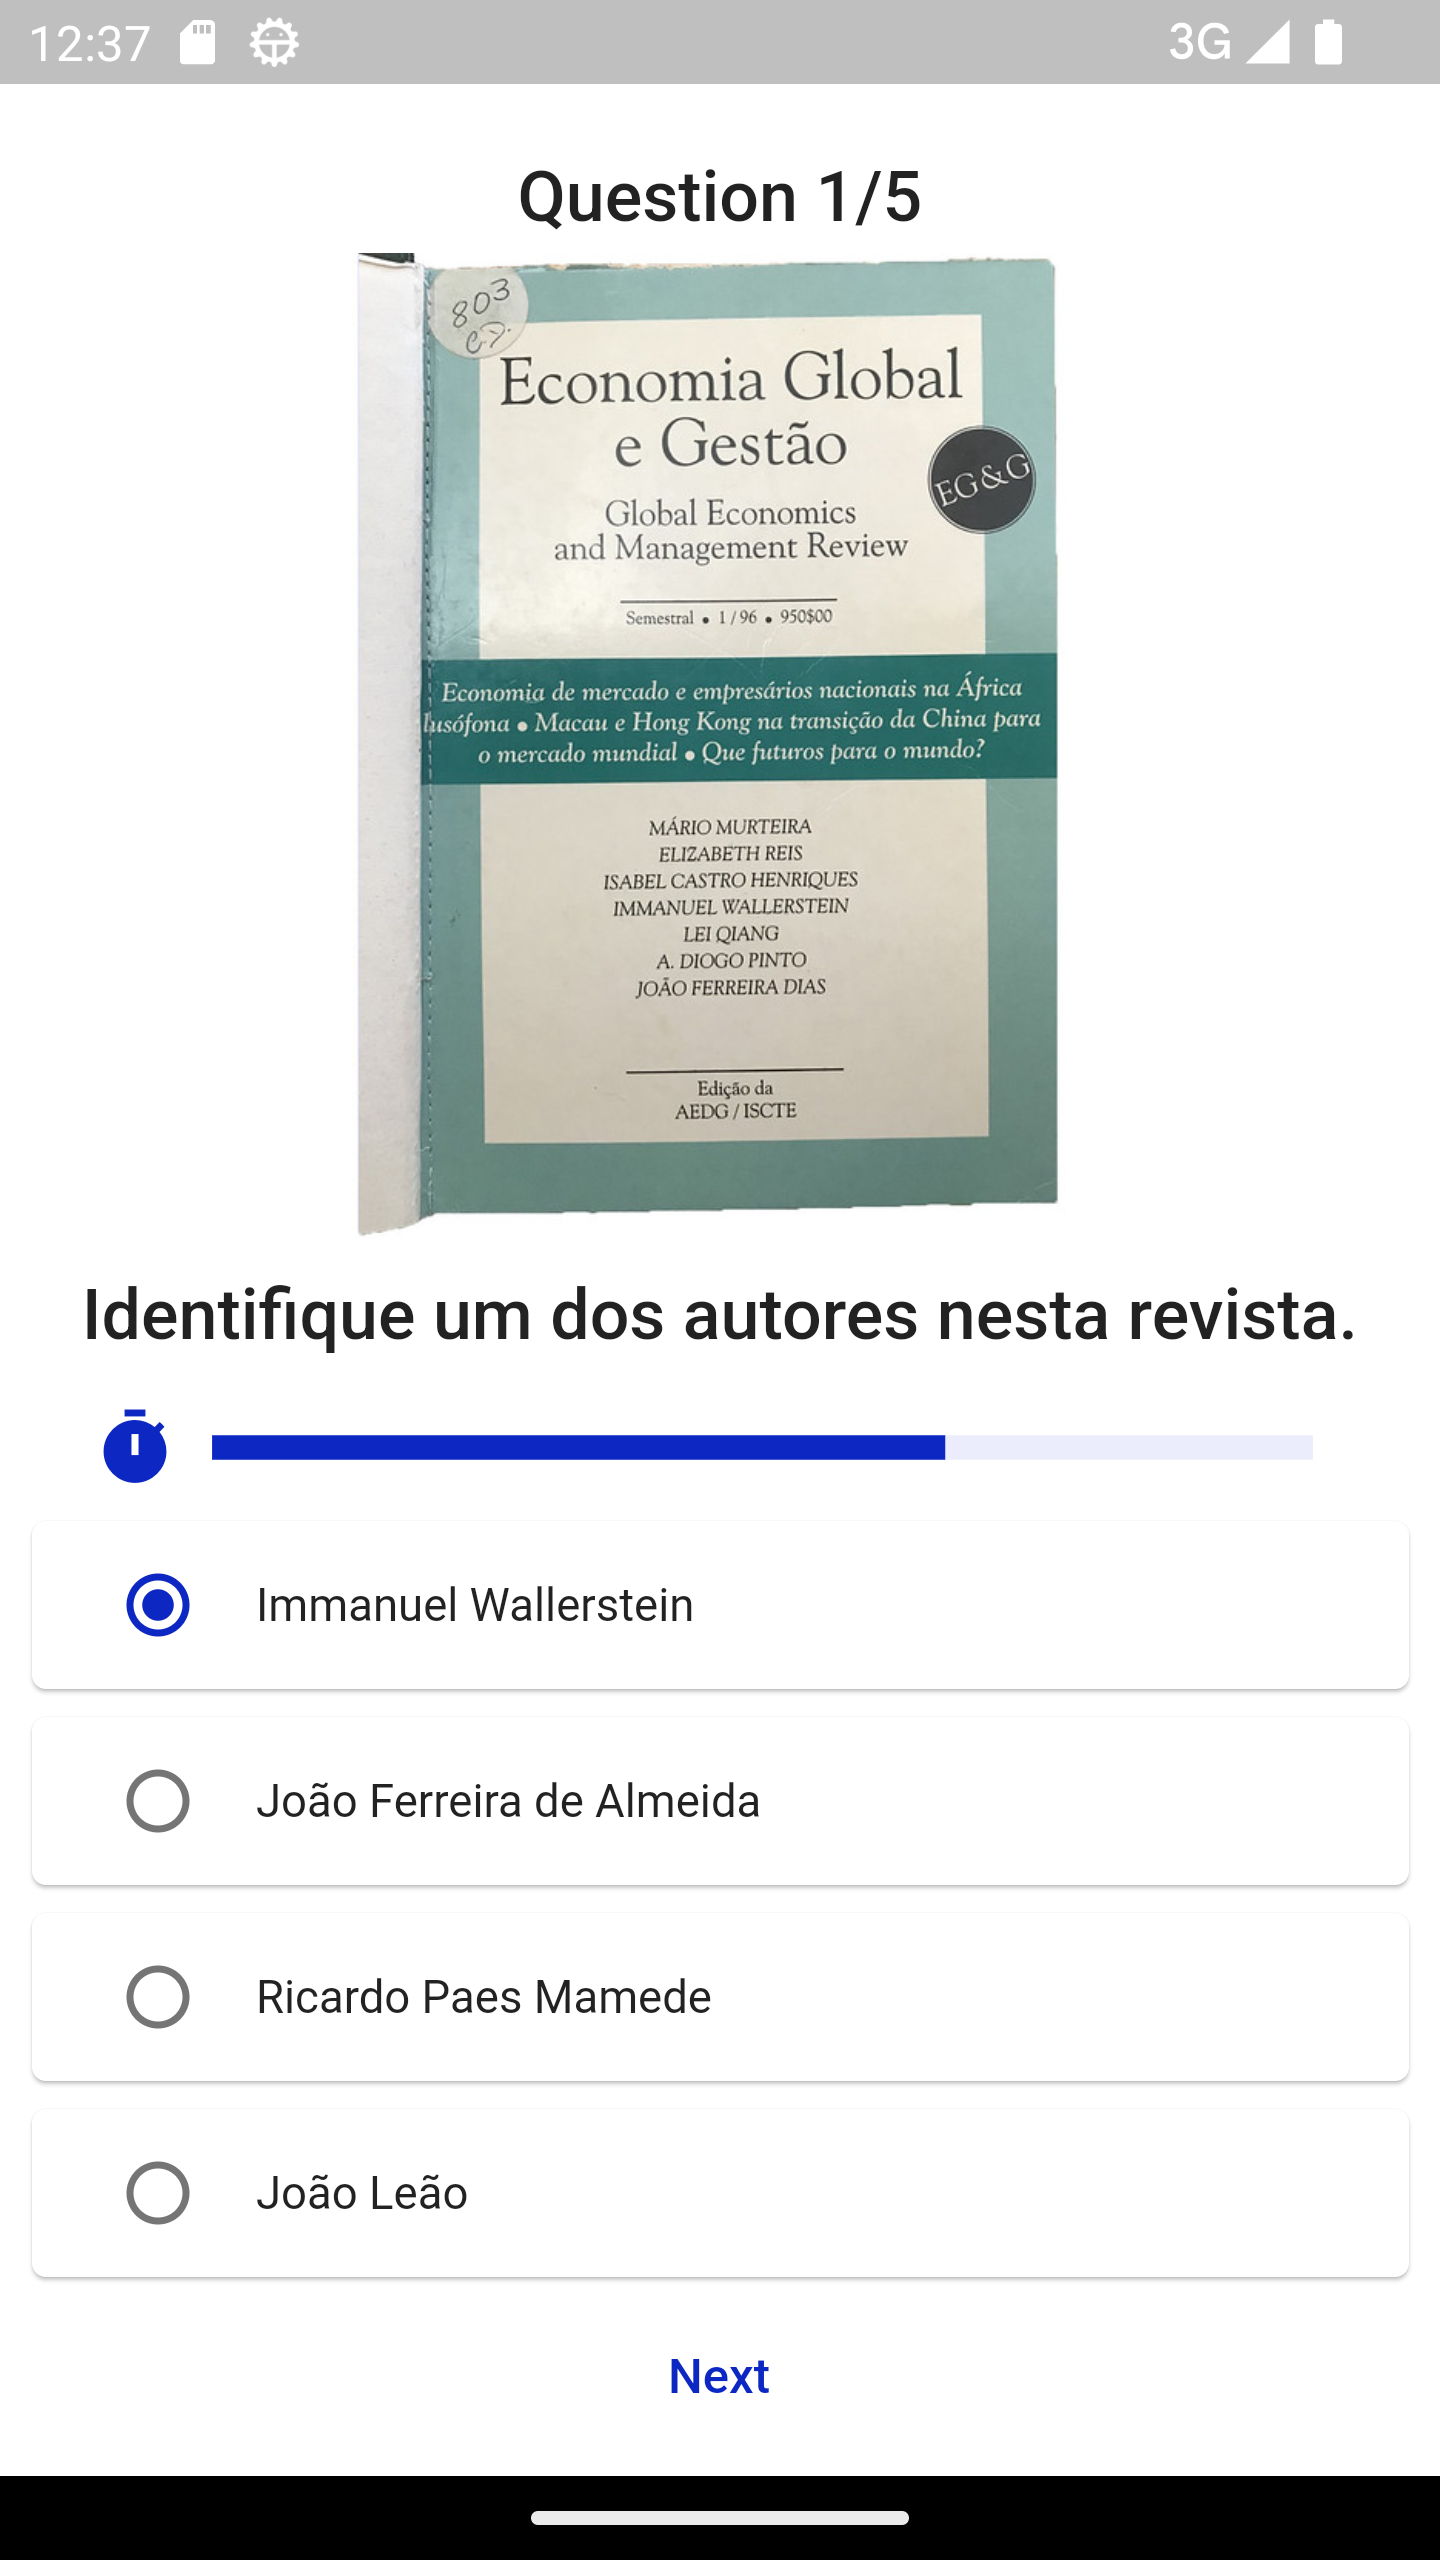 12:37
3G
Question 1/5
803
C.D.
Economia Global
e Gestão
EG&G
Global Economics
and Management Review
Semestral • 1/96 • 950$00
Economia de mercado e empresários nacionais na África
lusófona • Macau e Hong Kong na transição da China para
o mercado mundial • Que futuros para o mundo?
MÁRIO MURTEIRA
ELIZABETH REIS
ISABEL CASTRO HENRIQUES
IMMANUEL WALLERSTEIN
LEI QIANG
A. DIOGO PINTO
JOÃO FERREIRA DIAS
Edição da
AEDG / ISCTE
Identifique um dos autores nesta revista.
Immanuel Wallerstein
João Ferreira de Almeida
Ricardo Paes Mamede
João Leão
Next